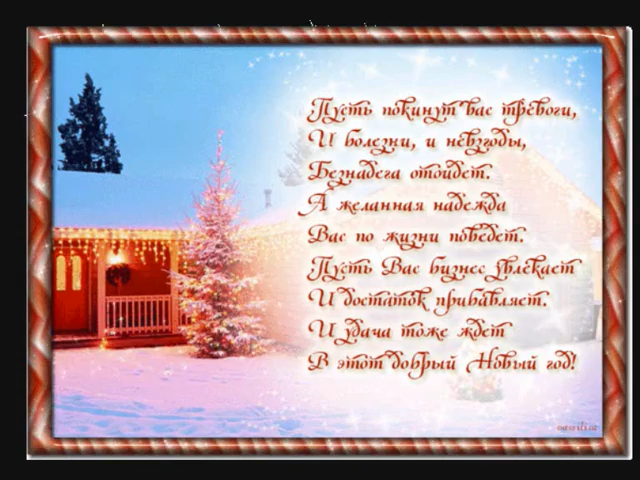 Пусть покинут вас тревоги,
И болезни, и невзгоды,
Безнадега отойдет.
А желанная надежда
Вас по жизни поведет.
Пусть Вас бизнес увлекает
И достаток прибавляет.
И удача тоже ждет
В этот добрый Новый год!